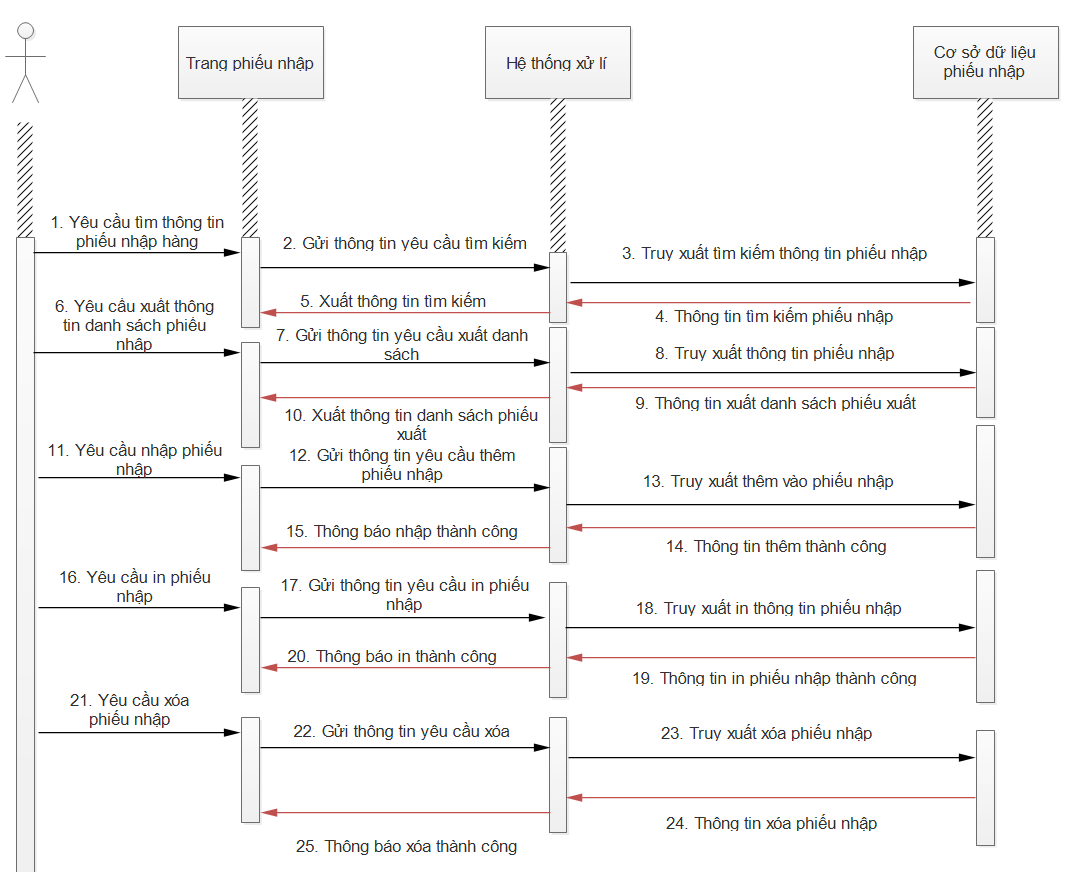 Trang phiếu nhập
Hệ thống xử lí
Cơ sở dữ liệu
phiếu nhập
1. Yêu cầu tìm thông tin
phiếu nhập hàng
2. Gửi thông tin yêu cầu tìm kiếm
3. Truy xuất tìm kiếm thông tin phiếu nhập
4. Thông tin tìm kiếm phiếu nhập
5. Xuất thông tin tìm kiếm
6. Yêu cầu xuất thông
tin danh sách phiếu
nhập
7. Gửi thông tin yêu cầu xuất danh
sách
8. Truy xuất thông tin phiếu nhập
9. Thông tin xuất danh sách phiếu xuất
10. Xuất thông tin danh sách phiếu
xuất
11. Yêu cầu nhập phiếu
nhập
12. Gửi thông tin yêu cầu thêm
phiếu nhập
13. Truy xuất thêm vào phiếu nhập
14. Thông tin thêm thành công
15. Thông báo nhập thành công
16. Yêu cầu in phiếu
nhập
17. Gửi thông tin yêu cầu in phiếu
nhập
18. Truy xuất in thông tin phiếu nhập
19. Thông tin in phiếu nhập thành công
20. Thông báo in thành công
21. Yêu cầu xóa
phiếu nhập
22. Gửi thông tin yêu cầu xóa
23. Truy xuất xóa phiếu nhập
24. Thông tin xóa phiếu nhập
25. Thông báo xóa thành công